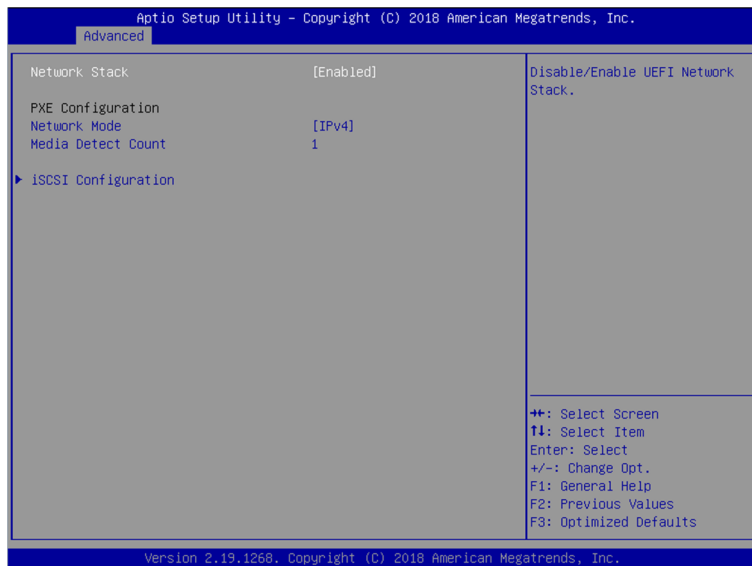 Aptio Setup Utility – Copyright (C) 2018 American Megatrends, Inc.
Advanced
Network Stack [Enabled]
PXE Configuration
Network Mode [IPv4]
Media Detect Count 1
iSCSI Configuration
Disable/Enable UEFI Network
Stack.
→←: Select Screen
↑↓: Select Item
Enter: Select
+/-: Change Opt.
F1: General Help
F2: Previous Values
F3: Optimized Defaults
Version 2.19.1268. Copyright (C) 2018 American Megatrends, Inc.